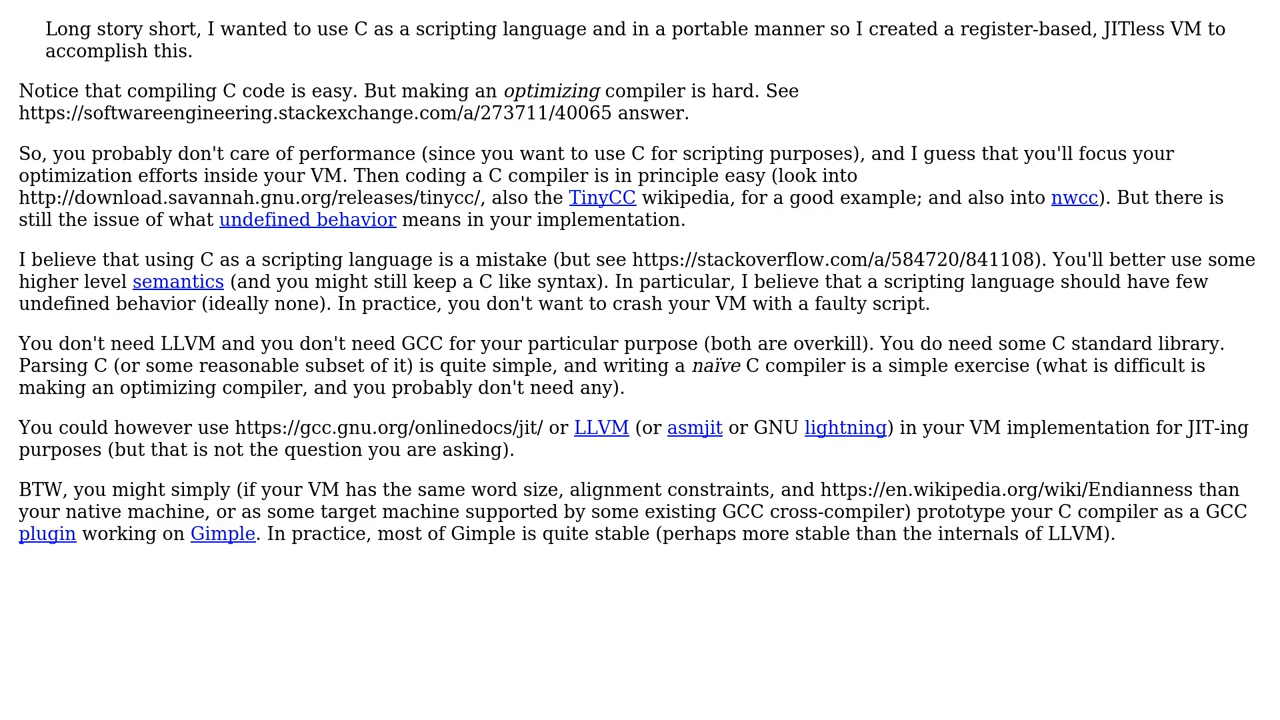 Long story short, I wanted to use C as a scripting language and in a portable manner so I created a register-based, JITless VM to
accomplish this.
Notice that compiling C code is easy. But making an optimizing compiler is hard. See
https://softwareengineering.stackexchange.com/a/273711/40065 answer.
So, you probably don't care of performance (since you want to use C for scripting purposes), and I guess that you'll focus your
optimization efforts inside your VM. Then coding a C compiler is in principle easy (look into
http://download.savannah.gnu.org/releases/tinycc/, also the TinyCC wikipedia, for a good example; and also into nwcc). But there is
still the issue of what undefined behavior means in your implementation.
I believe that using C as a scripting language is a mistake (but see https://stackoverflow.com/a/584720/841108). You'll better use some
higher level semantics (and you might still keep a C like syntax). In particular, I believe that a scripting language should have few
undefined behavior (ideally none). In practice, you don't want to crash your VM with a faulty script.
You don't need LLVM and you don't need GCC for your particular purpose (both are overkill). You do need some C standard library.
Parsing C (or some reasonable subset of it) is quite simple, and writing a naïve C compiler is a simple exercise (what is difficult is
making an optimizing compiler, and you probably don't need any).
You could however use https://gcc.gnu.org/onlinedocs/jit/ or LLVM (or asmjit or GNU lightning) in your VM implementation for JIT-ing
purposes (but that is not the question you are asking).
BTW, you might simply (if your VM has the same word size, alignment constraints, and https://en.wikipedia.org/wiki/Endianness than
your native machine, or as some target machine supported by some existing GCC cross-compiler) prototype your C compiler as a GCC
plugin working on Gimple. In practice, most of Gimple is quite stable (perhaps more stable than the internals of LLVM).